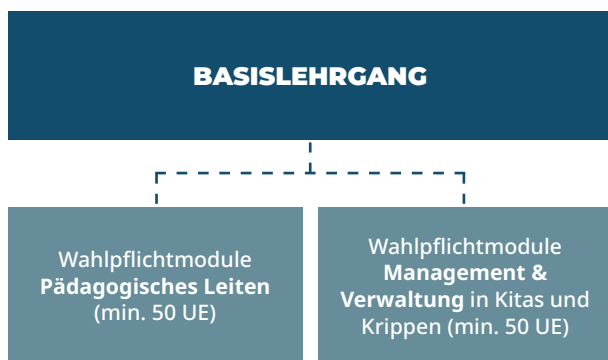 BASISLEHRGANG
Wahlpflichtmodule
Pädagogisches Leiten
(min. 50 UE)
Wahlpflichtmodule
Management &
Verwaltung in Kitas und
Krippen (min. 50 UE)